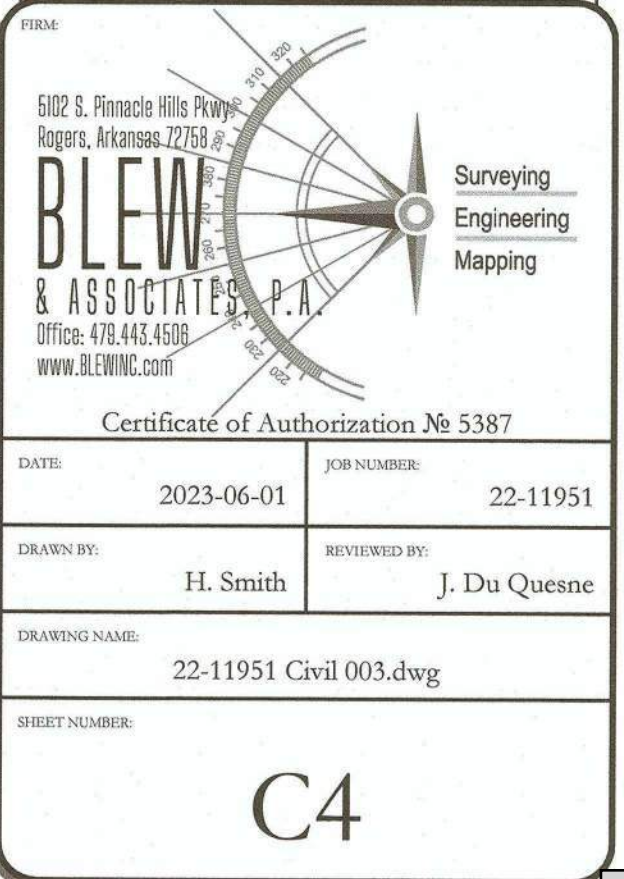 FIRM:
5102 S. Pinnacle Hills Pkwy
Rogers, Arkansas 72758
BLEW
& ASSOCIATES, P.A.
Office: 479.443.4506
www.BLEWINC.com
320
310
290
380
270
260
230
220
Surveying
Engineering
Mapping
Certificate of Authorization № 5387
DATE:
2023-06-01
JOB NUMBER:
22-11951
DRAWN BY:
H. Smith
REVIEWED BY:
J. Du Quesne
DRAWING NAME:
22-11951 Civil 003.dwg
SHEET NUMBER:
C4